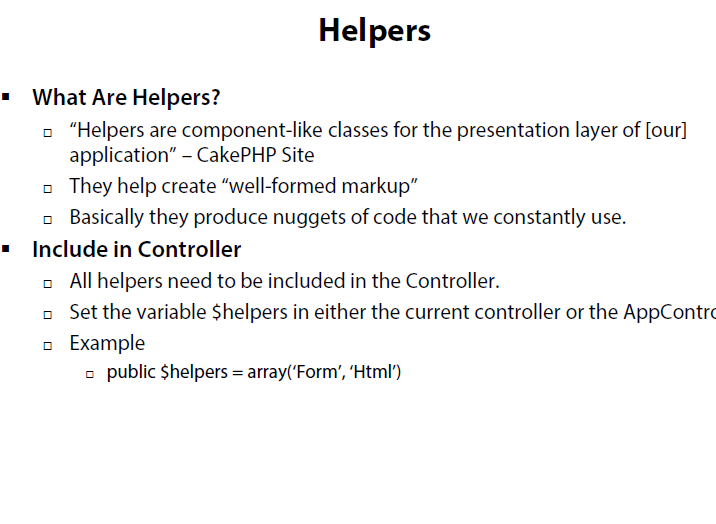 Helpers
What Are Helpers?
“Helpers are component-like classes for the presentation layer of [our]
application” – CakePHP Site
They help create “well-formed markup”
Basically they produce nuggets of code that we constantly use.
Include in Controller
All helpers need to be included in the Controller.
Set the variable $helpers in either the current controller or the AppContro
Example
public $helpers = array(‘Form’, ‘Html’)